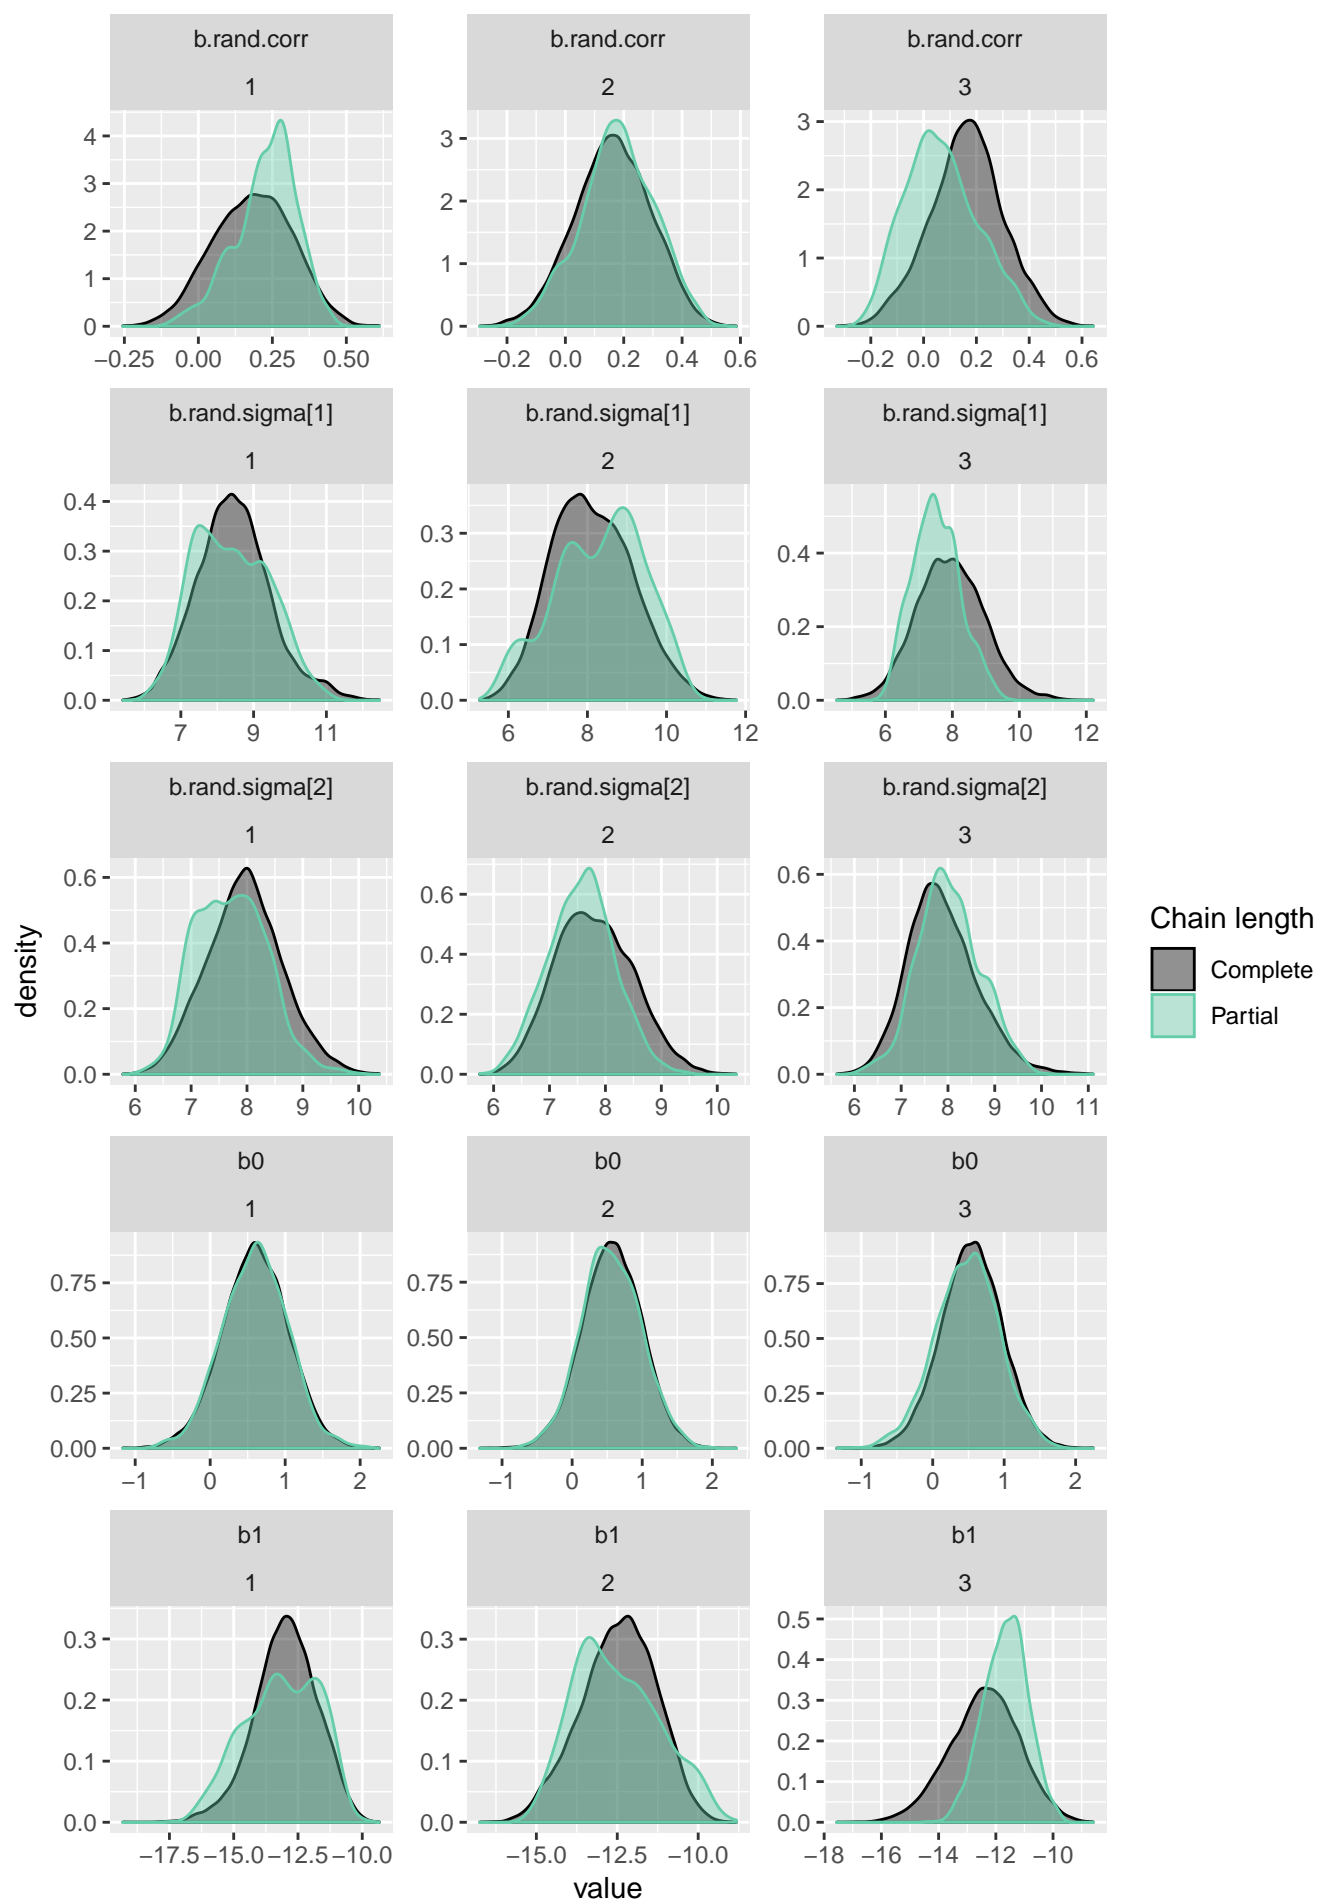 b.rand.corr b.rand.corr b.rand.corr
1 2 3
4
3
2
1
0
3
2
1
0
3
2
1
0
−0.25 0.00 0.25 0.50
−0.2 0.0 0.2 0.4 0.6
−0.2 0.0 0.2 0.4 0.6
b.rand.sigma[1] b.rand.sigma[1] b.rand.sigma[1]
1 2 3
0.4
0.3
0.2
0.1
0.0
0.3
0.2
0.1
0.0
0.4
0.2
0.0
7 9 11
6 8 10 12
6 8 10 12
b.rand.sigma[2] b.rand.sigma[2] b.rand.sigma[2]
1 2 3
0.6
0.4
0.2
0.0
0.6
0.4
0.2
0.0
0.6
0.4
0.2
0.0
6 7 8 9 10
6 7 8 9 10
6 7 8 9 10 11
b0 b0 b0
1 2 3
0.75
0.50
0.25
0.00
0.75
0.50
0.25
0.00
0.75
0.50
0.25
0.00
−1 0 1 2
−1 0 1 2
−1 0 1 2
b1 b1 b1
1 2 3
0.3
0.2
0.1
0.0
0.3
0.2
0.1
0.0
0.5
0.4
0.3
0.2
0.1
0.0
−17.5 −15.0 −12.5 −10.0
−15.0 −12.5 −10.0
−18 −16 −14 −12 −10
value
density
Chain length
Complete
Partial